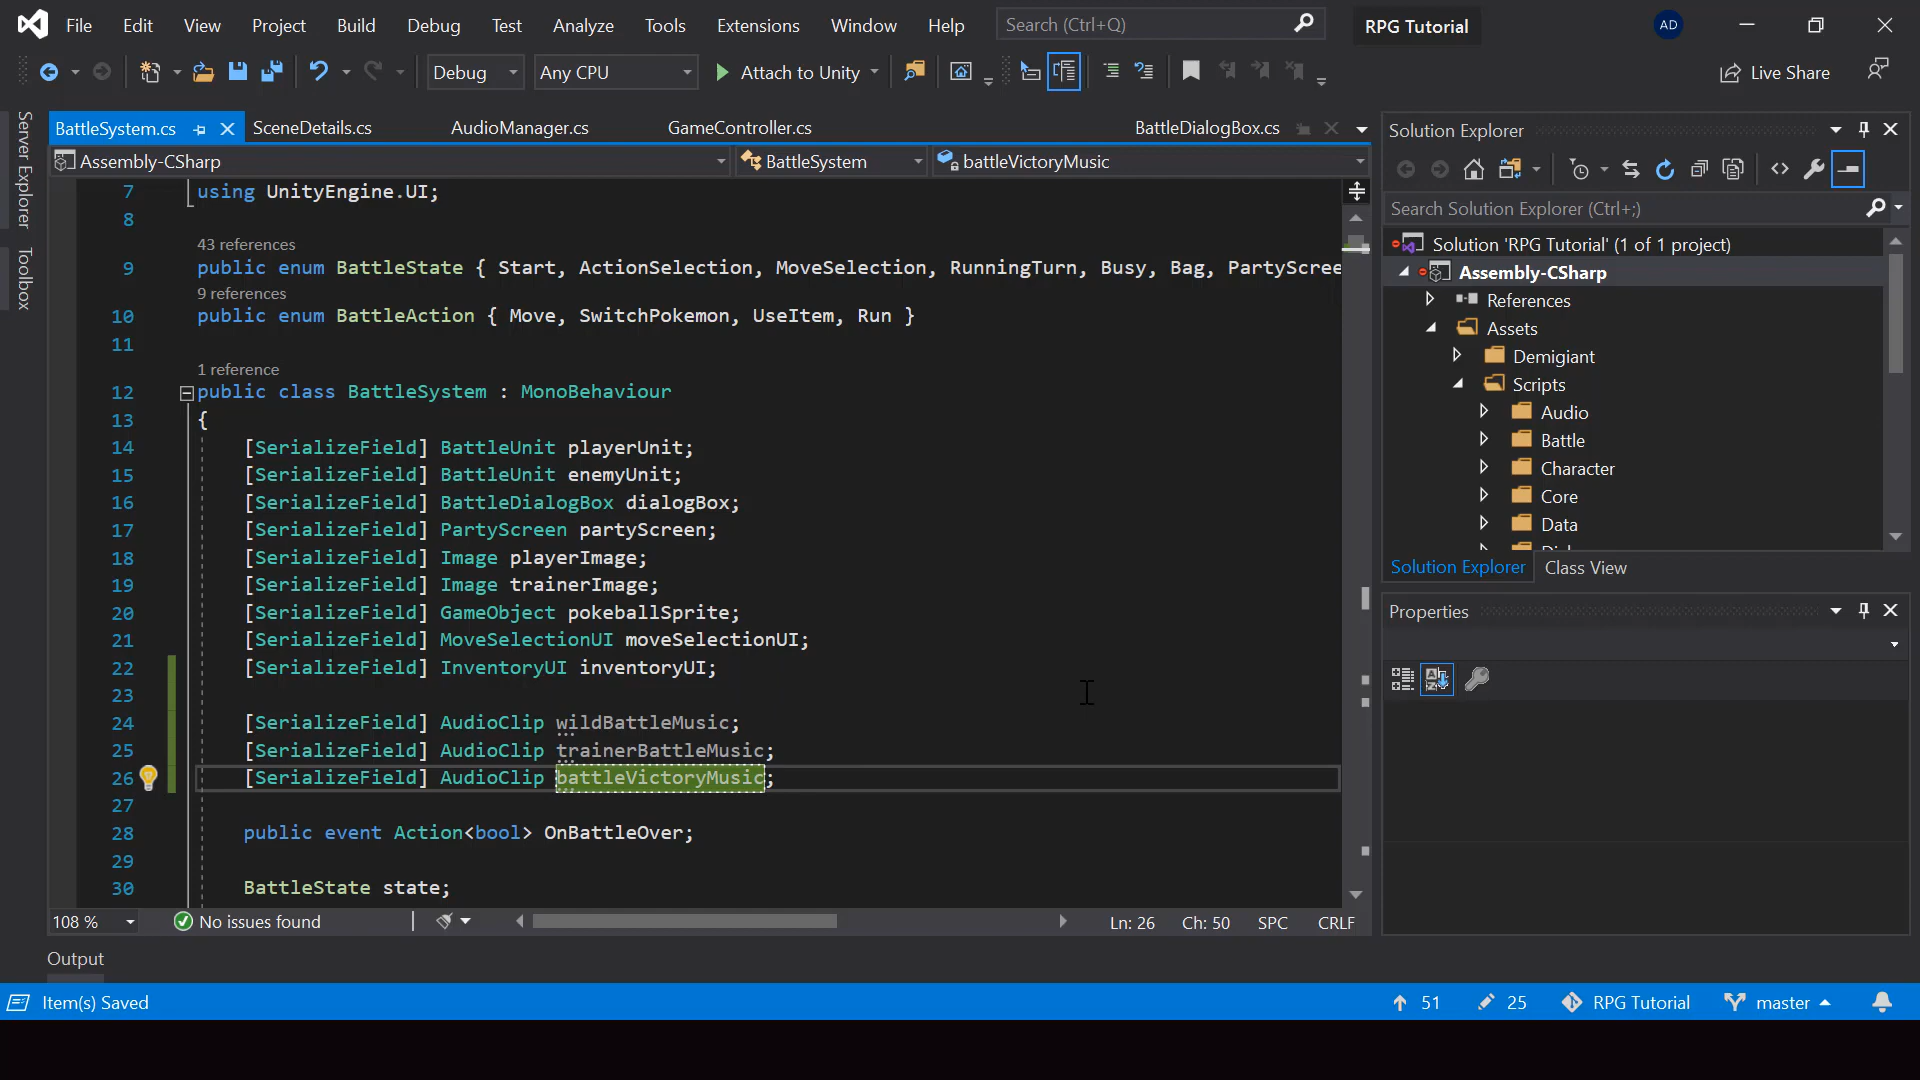 File Edit View Project Build Debug Test Analyze Tools Extensions Window Help Search (Ctrl+Q) RPG Tutorial AD
Debug Any CPU Attach to Unity Live Share
Server Explorer
Toolbox
BattleSystem.cs SceneDetails.cs AudioManager.cs GameController.cs BattleDialogBox.cs
Assembly-CSharp BattleSystem battleVictoryMusic
7 using UnityEngine.UI;
8
43 references
9 public enum BattleState { Start, ActionSelection, MoveSelection, RunningTurn, Busy, Bag, PartyScree
9 references
10 public enum BattleAction { Move, SwitchPokemon, UseItem, Run }
11
1 reference
12 public class BattleSystem : MonoBehaviour
13 {
14 [SerializeField] BattleUnit playerUnit;
15 [SerializeField] BattleUnit enemyUnit;
16 [SerializeField] BattleDialogBox dialogBox;
17 [SerializeField] PartyScreen partyScreen;
18 [SerializeField] Image playerImage;
19 [SerializeField] Image trainerImage;
20 [SerializeField] GameObject pokeballSprite;
21 [SerializeField] MoveSelectionUI moveSelectionUI;
22 [SerializeField] InventoryUI inventoryUI;
23
24 [SerializeField] AudioClip wildBattleMusic;
25 [SerializeField] AudioClip trainerBattleMusic;
26 [SerializeField] AudioClip battleVictoryMusic;
27
28 public event Action<bool> OnBattleOver;
29
30 BattleState state;
108 % No issues found Ln: 26 Ch: 50 SPC CRLF
Output
Solution Explorer
Search Solution Explorer (Ctrl+;)
Solution 'RPG Tutorial' (1 of 1 project)
Assembly-CSharp
References
Assets
Demigiant
Scripts
Audio
Battle
Character
Core
Data
Solution Explorer Class View
Properties
Item(s) Saved 51 25 RPG Tutorial master